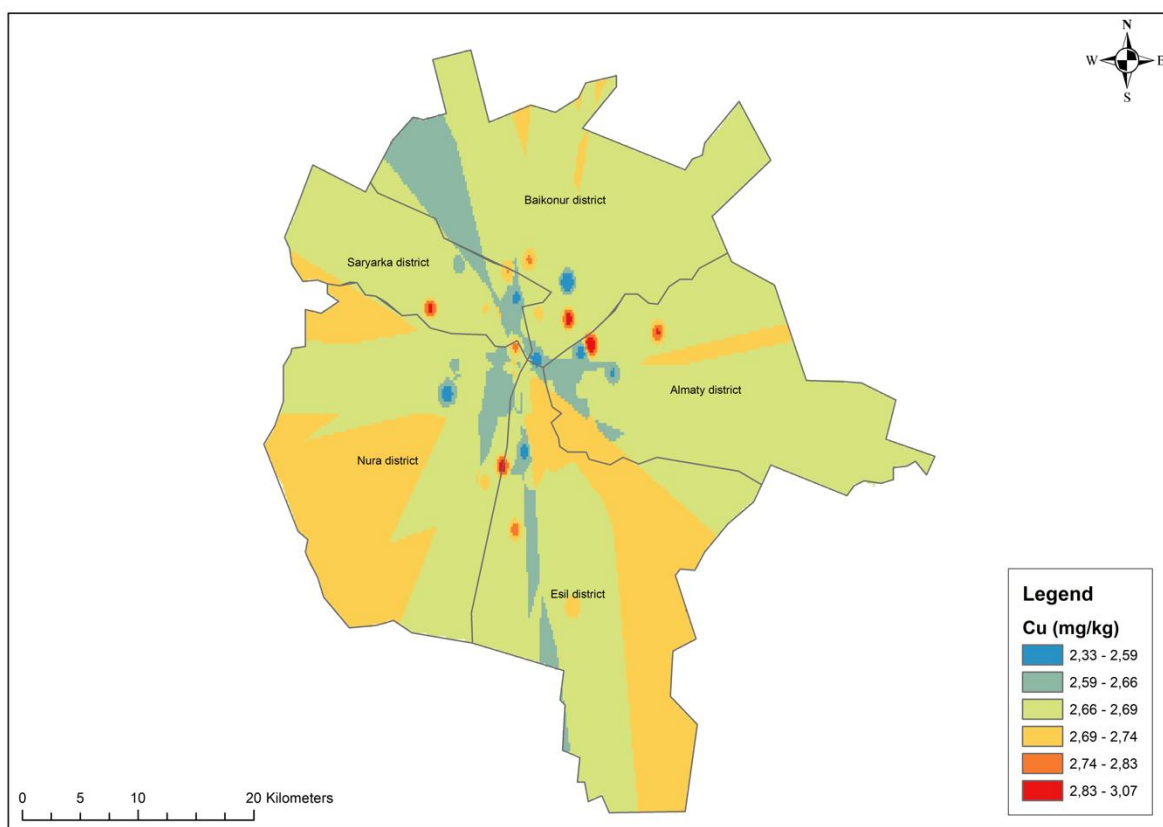 N
W E
S
Baikonur district
Saryarka district
Almaty district
Nura district
Esil district
Legend
Cu (mg/kg)
2,33 - 2,59
2,59 - 2,66
2,66 - 2,69
2,69 - 2,74
2,74 - 2,83
2,83 - 3,07
0 5 10 20 Kilometers